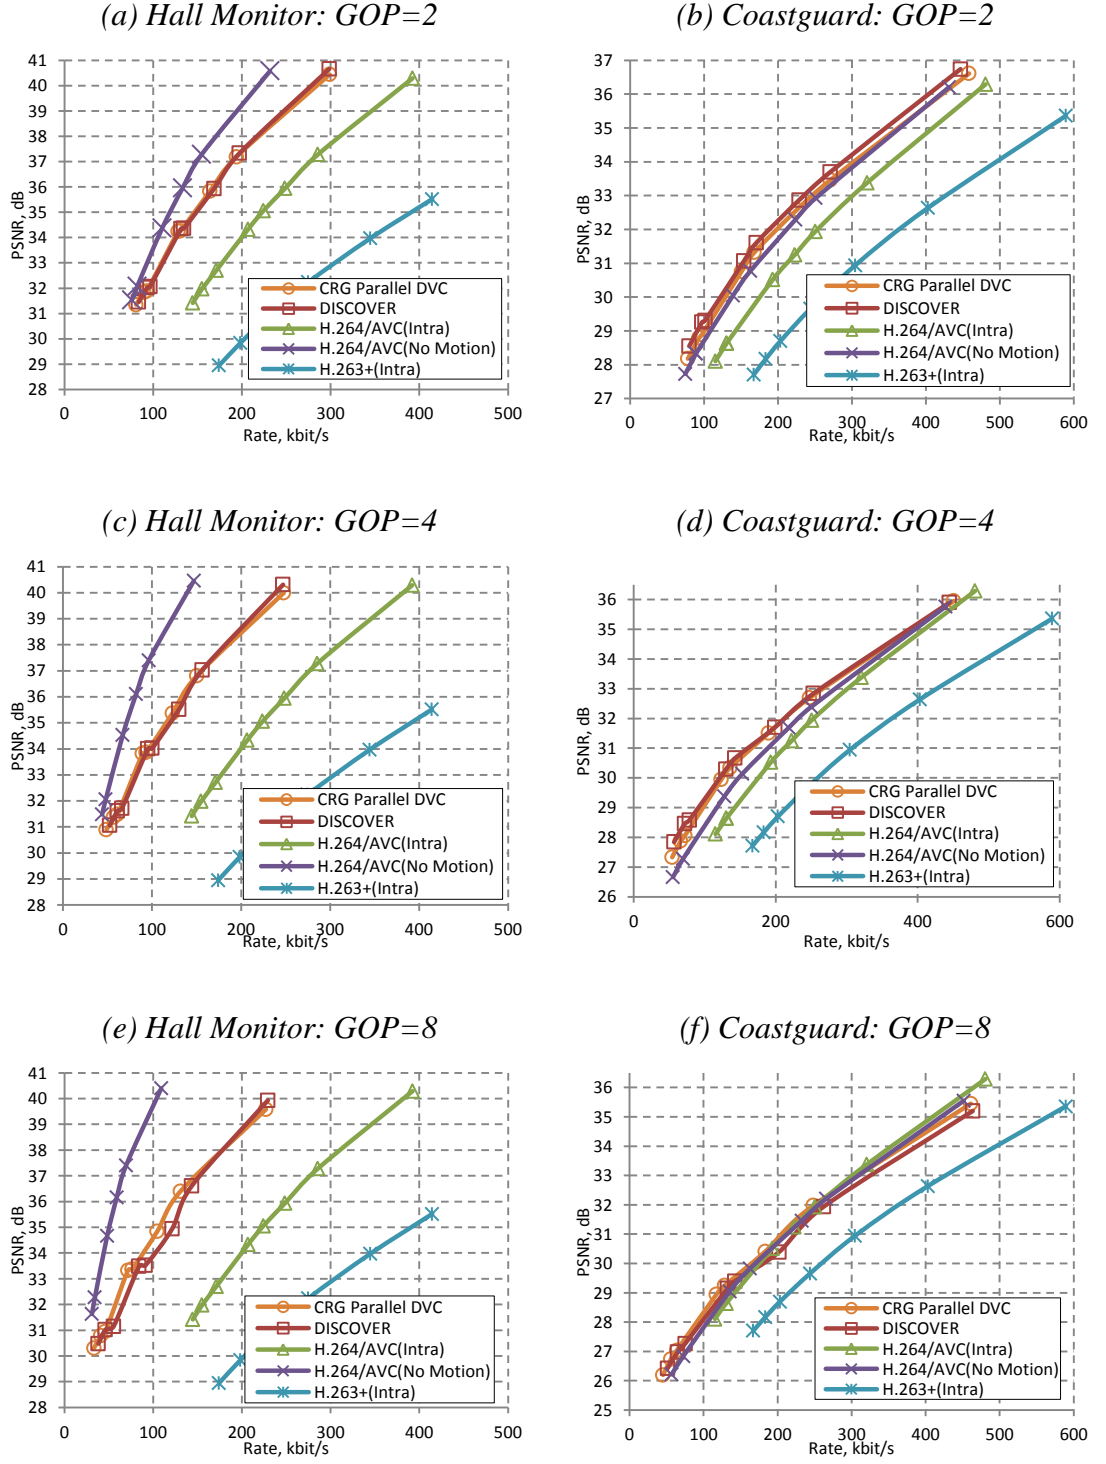 (a) Hall Monitor: GOP=2
41
40
39
38
37
36
35
34
33
32
31
30
29
28
PSNR, dB
CRG Parallel DVC
DISCOVER
H.264/AVC(Intra)
H.264/AVC(No Motion)
H.263+(Intra)
0 100 200 300 400 500
Rate, kbit/s
(b) Coastguard: GOP=2
37
36
35
34
33
32
31
30
29
28
27
PSNR, dB
CRG Parallel DVC
DISCOVER
H.264/AVC(Intra)
H.264/AVC(No Motion)
H.263+(Intra)
0 100 200 300 400 500 600
Rate, kbit/s
(c) Hall Monitor: GOP=4
41
40
39
38
37
36
35
34
33
32
31
30
29
28
PSNR, dB
CRG Parallel DVC
DISCOVER
H.264/AVC(Intra)
H.264/AVC(No Motion)
H.263+(Intra)
0 100 200 300 400 500
Rate, kbit/s
(d) Coastguard: GOP=4
36
35
34
33
32
31
30
29
28
27
26
PSNR, dB
CRG Parallel DVC
DISCOVER
H.264/AVC(Intra)
H.264/AVC(No Motion)
H.263+(Intra)
0 200 400 600
Rate, kbit/s
(e) Hall Monitor: GOP=8
41
40
39
38
37
36
35
34
33
32
31
30
29
28
PSNR, dB
CRG Parallel DVC
DISCOVER
H.264/AVC(Intra)
H.264/AVC(No Motion)
H.263+(Intra)
0 100 200 300 400 500
Rate, kbit/s
(f) Coastguard: GOP=8
36
35
34
33
32
31
30
29
28
27
26
25
PSNR, dB
CRG Parallel DVC
DISCOVER
H.264/AVC(Intra)
H.264/AVC(No Motion)
H.263+(Intra)
0 100 200 300 400 500 600
Rate, kbit/s